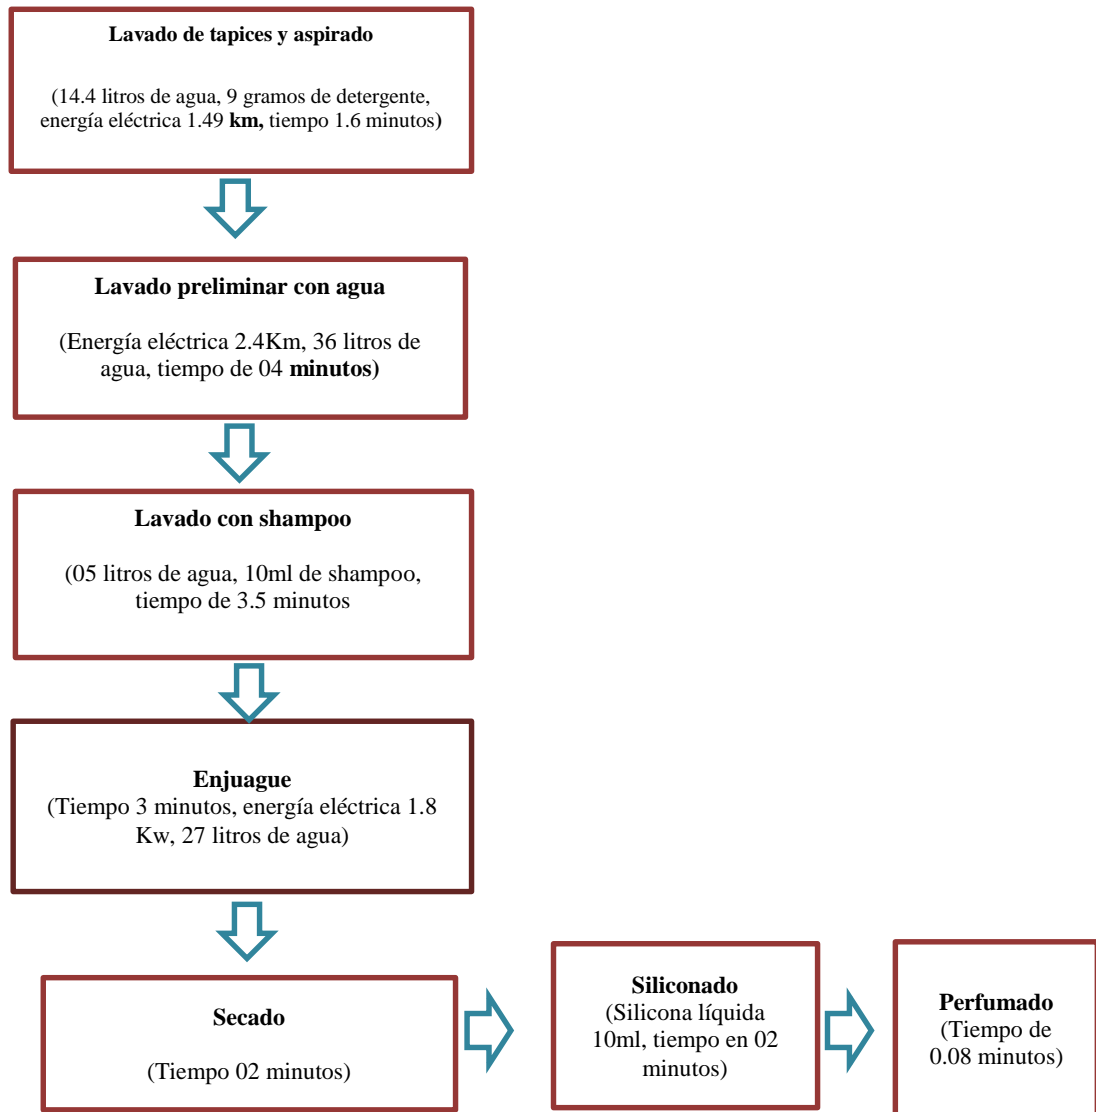 Lavado de tapices y aspirado
(14.4 litros de agua, 9 gramos de detergente,
energía eléctrica 1.49 km, tiempo 1.6 minutos)
Lavado preliminar con agua
(Energía eléctrica 2.4Km, 36 litros de
agua, tiempo de 04 minutos)
Lavado con shampoo
(05 litros de agua, 10ml de shampoo,
tiempo de 3.5 minutos
Enjuague
(Tiempo 3 minutos, energía eléctrica 1.8
Kw, 27 litros de agua)
Secado
(Tiempo 02 minutos)
Siliconado
(Silicona líquida
10ml, tiempo en 02
minutos)
Perfumado
(Tiempo de
0.08 minutos)